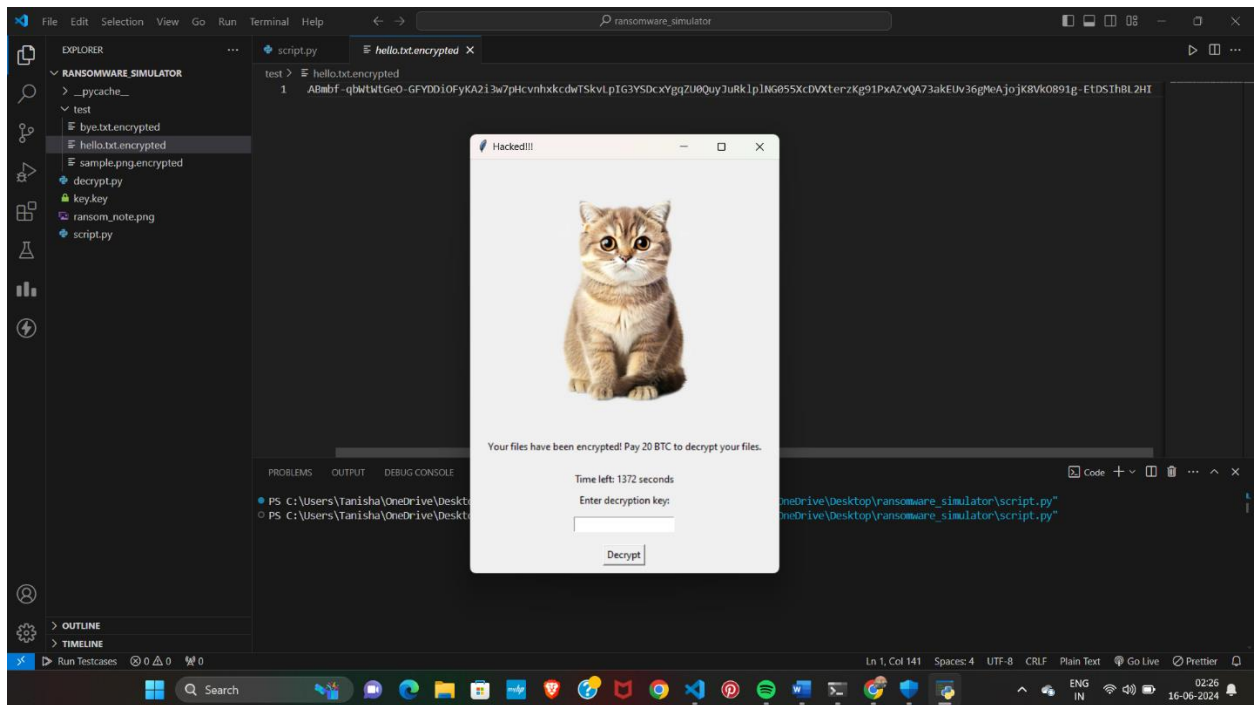 File Edit Selection View Go Run Terminal Help
ransomware_simulator
EXPLORER
script.py
hello.txt.encrypted
RANSOMWARE_SIMULATOR
__pycache__
test
bye.txt.encrypted
hello.txt.encrypted
sample.png.encrypted
decrypt.py
key.key
ransom_note.png
script.py
OUTLINE
TIMELINE
test > hello.txt.encrypted
1
Hacked!!!
Your files have been encrypted! Pay 20 BTC to decrypt your files.
Time left: 1372 seconds
Enter decryption key:
Decrypt
PROBLEMS OUTPUT DEBUG CONSOLE
Code
PS C:\Users\Tanisha\OneDrive\Deskt
OneDrive\Desktop\ransomware_simulator\script.py"
PS C:\Users\Tanisha\OneDrive\Deskt
OneDrive\Desktop\ransomware_simulator\script.py"
Run Testcases 0 0 0
Ln 1, Col 141 Spaces: 4 UTF-8 CRLF Plain Text Go Live Prettier
Search
ENG
IN
02:26
16-06-2024